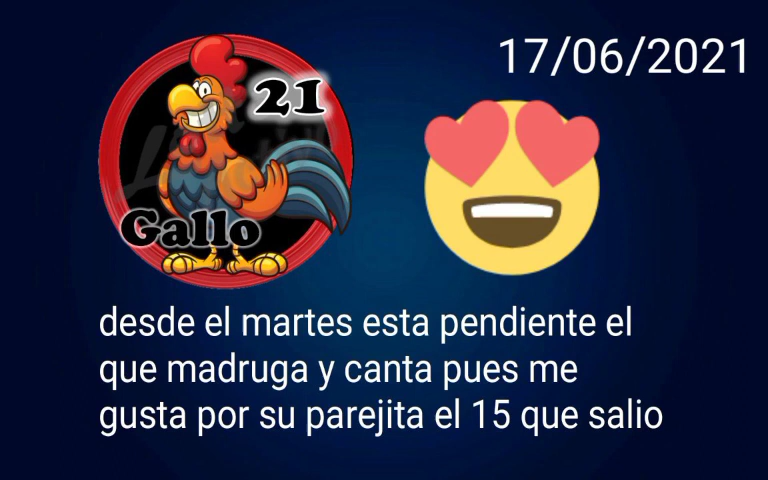 17/06/2021
21
Gallo
desde el martes esta pendiente el
que madruga y canta pues me
gusta por su parejita el 15 que salio